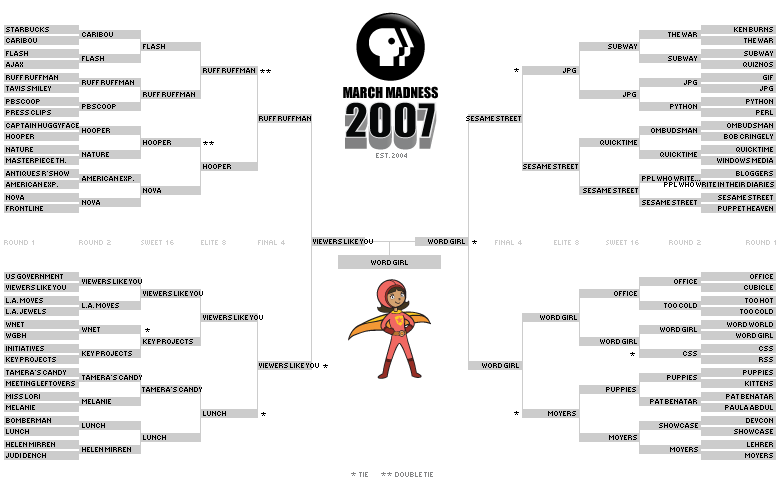 MARCH MADNESS
2007
EST. 2004
STARBUCKS
CARIBOU
FLASH
AJAX
RUFF RUFFMAN
TAVIS SMILEY
PBSCOOP
PRESS CLIPS
CAPTAIN HUGGYFACE
HOOPER
NATURE
MASTERPIECE TH.
ANTIQUES R'SHOW
AMERICAN EXP.
NOVA
FRONTLINE
CARIBOU
FLASH
RUFF RUFFMAN
PBSCOOP
HOOPER
NATURE
AMERICAN EXP.
NOVA
FLASH
RUFF RUFFMAN
HOOPER **
NOVA
RUFF RUFFMAN **
HOOPER
RUFF RUFFMAN
KEN BURNS
THE WAR
SUBWAY
QUIZNOS
GIF
JPG
PYTHON
PERL
OMBUDSMAN
BOB CRINGELY
QUICKTIME
WINDOWS MEDIA
BLOGGERS
PPL WHO WRITE IN THEIR DIARIES
SESAME STREET
PUPPET HEAVEN
THE WAR
SUBWAY
JPG
PYTHON
OMBUDSMAN
QUICKTIME
PPL WHO WRITE...
SESAME STREET
SUBWAY
JPG
QUICKTIME
SESAME STREET
* JPG
SESAME STREET
SESAME STREET
ROUND 1 ROUND 2 SWEET 16 ELITE 8 FINAL 4 VIEWERS LIKE YOU WORD GIRL * FINAL 4 ELITE 8 SWEET 16 ROUND 2 ROUND 1
WORD GIRL
US GOVERNMENT
VIEWERS LIKE YOU
L.A. MOVES
L.A. JEWELS
WNET
WGBH
INITIATIVES
KEY PROJECTS
TAMERA'S CANDY
MEETING LEFTOVERS
MISS LORI
MELANIE
BOMBERMAN
LUNCH
HELEN MIRREN
JUDI DENCH
VIEWERS LIKE YOU
L.A. MOVES
WNET
KEY PROJECTS
TAMERA'S CANDY
MELANIE
LUNCH
HELEN MIRREN
VIEWERS LIKE YOU
*
KEY PROJECTS
TAMERA'S CANDY
LUNCH
VIEWERS LIKE YOU
LUNCH *
VIEWERS LIKE YOU *
OFFICE
CUBICLE
TOO HOT
TOO COLD
WORD WORLD
WORD GIRL
CSS
RSS
PUPPIES
KITTENS
PAT BENATAR
PAULA ABDUL
DEVCON
SHOWCASE
LEHRER
MOYERS
OFFICE
TOO COLD
WORD GIRL
CSS
PUPPIES
PAT BENATAR
SHOWCASE
MOYERS
OFFICE
WORD GIRL
*
PUPPIES
MOYERS
WORD GIRL
* MOYERS
WORD GIRL
* TIE ** DOUBLE TIE